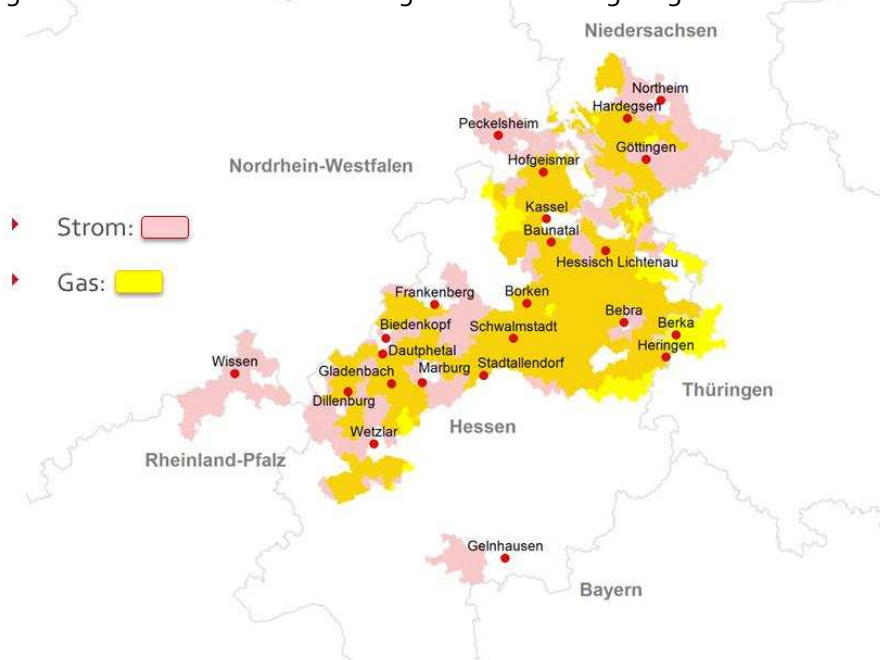 Niedersachsen
Northeim
Hardegsen
Peckelsheim
Göttingen
Hofgeismar
Nordrhein-Westfalen
Kassel
Strom:
Baunatal
Hessisch Lichtenau
Gas:
Frankenberg
Borken
Bebra
Berka
Biedenkopf
Schwalmstadt
Heringen
Dautphetal
Wissen
Gladenbach
Marburg
Stadtallendorf
Thüringen
Dillenburg
Hessen
Wetzlar
Rheinland-Pfalz
Gelnhausen
Bayern